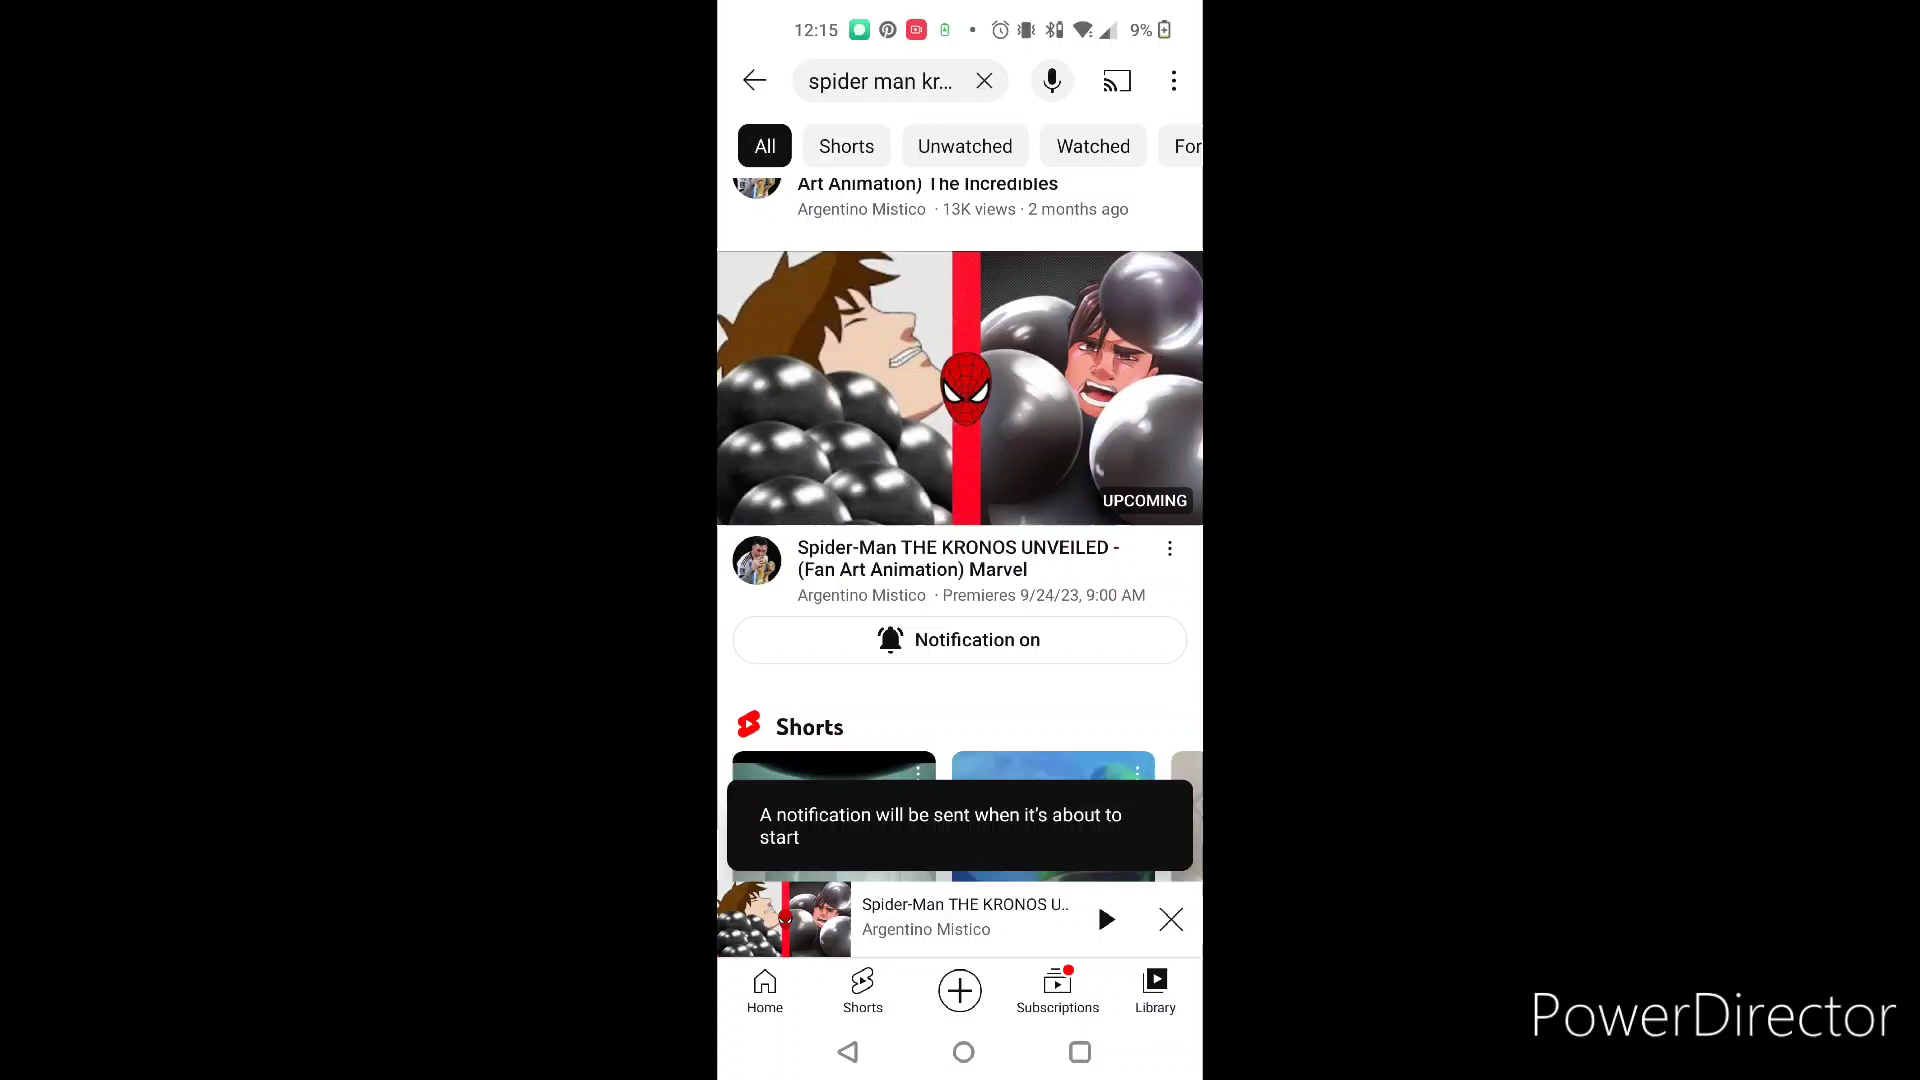 12:15
9%
spider man kr...
All
Shorts
Unwatched
Watched
For
Art Animation) The Incredibles
Argentino Mistico · 13K views · 2 months ago
UPCOMING
Spider-Man THE KRONOS UNVEILED -
(Fan Art Animation) Marvel
Argentino Mistico · Premieres 9/24/23, 9:00 AM
Notification on
Shorts
A notification will be sent when it's about to
start
Spider-Man THE KRONOS U..
Argentino Mistico
Home
Shorts
Subscriptions
Library
PowerDirector